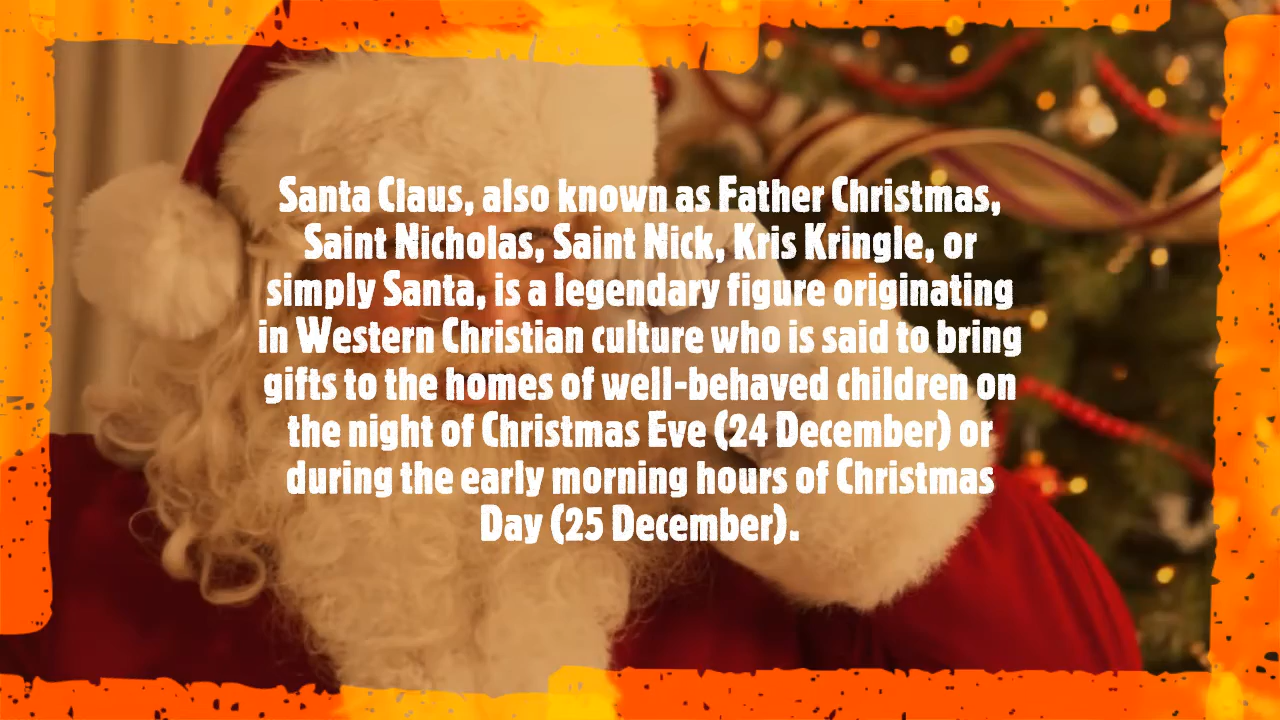 Santa Claus, also known as Father Christmas,
Saint Nicholas, Saint Nick, Kris Kringle, or
simply Santa, is a legendary figure originating
in Western Christian culture who is said to bring
gifts to the homes of well-behaved children on
the night of Christmas Eve (24 December) or
during the early morning hours of Christmas
Day (25 December).